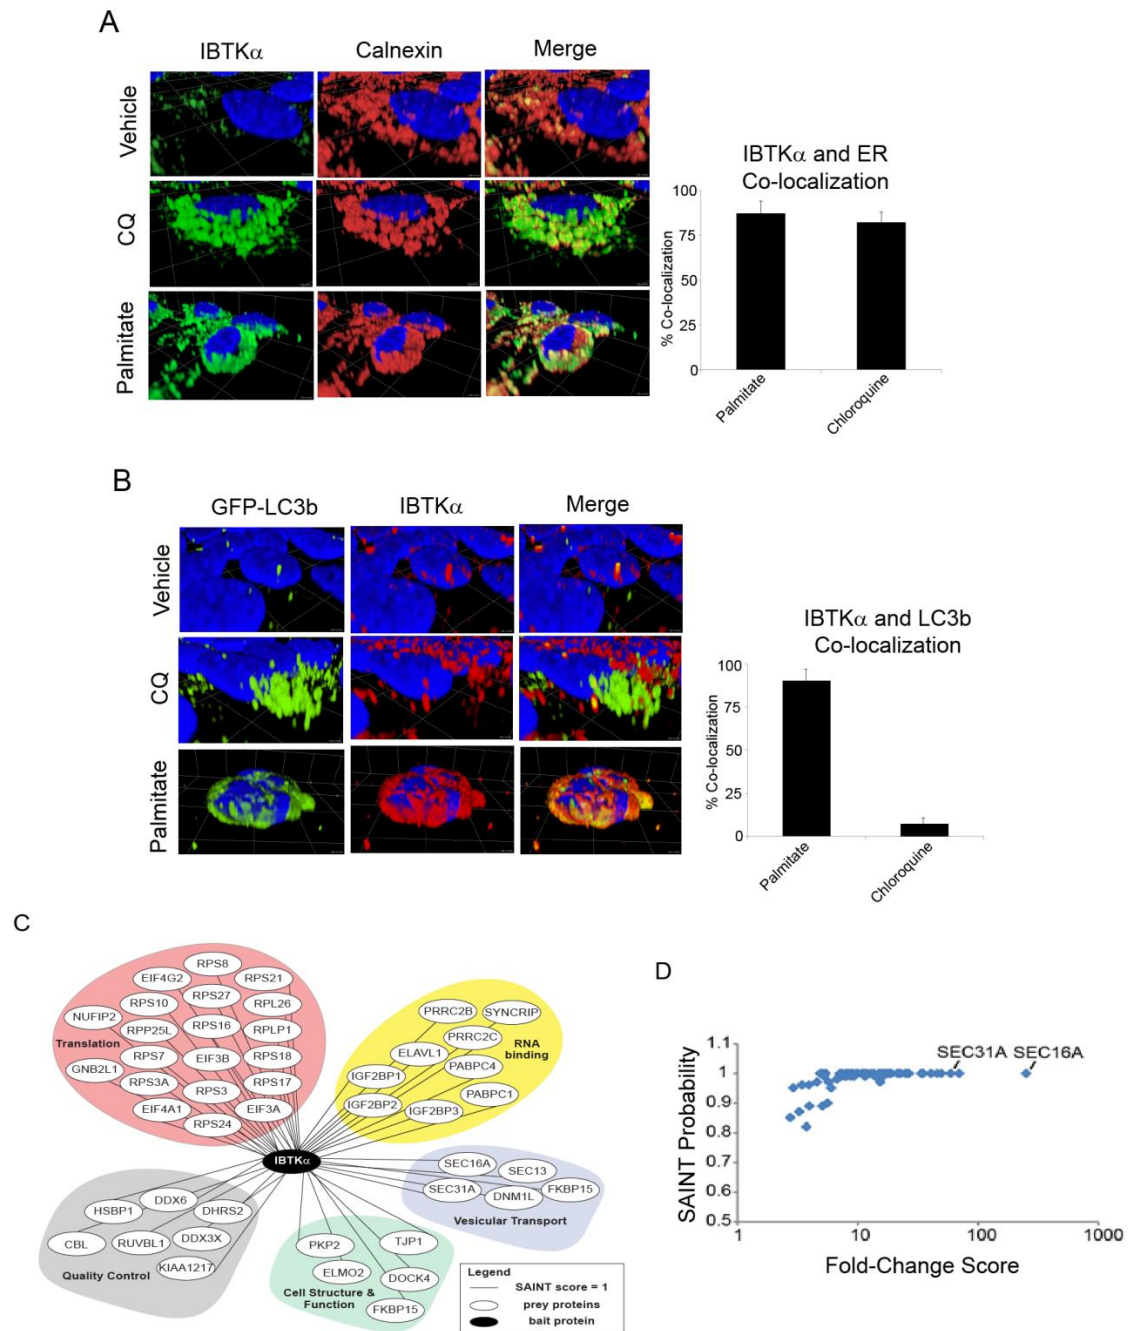 A
IBTKα
Calnexin
Merge
Vehicle
CQ
Palmitate
IBTKα and ER
Co-localization
% Co-localization
100
75
50
25
0
Palmitate
Chloroquine
B
GFP-LC3b
IBTKα
Merge
Vehicle
CQ
Palmitate
IBTKα and LC3b
Co-localization
% Co-localization
100
75
50
25
0
Palmitate
Chloroquine
C
RPS8
EIF4G2
RPS21
RPS27
RPS10
RPL26
NUFIP2
RPS16
RPP25L
RPLP1
Translation
RPS7
EIF3B
RPS18
GNB2L1
RPS3A
RPS3
RPS17
EIF4A1
EIF3A
RPS24
PRRC2B
SYNCRIP
PRRC2C
RNA
binding
ELAVL1
IGF2BP1
PABPC4
PABPC1
IGF2BP2
IGF2BP3
IBTKα
SEC16A
SEC13
SEC31A
DNM1L
FKBP15
Vesicular Transport
DDX6
HSBP1
DHRS2
CBL
RUVBL1
DDX3X
KIAA1217
Quality Control
PKP2
TJP1
ELMO2
DOCK4
Cell Structure &
Function
FKBP15
Legend
SAINT score = 1
prey proteins
bait protein
D
SAINT Probability
1.1
1
0.9
0.8
0.7
0.6
0.5
SEC31A
SEC16A
1
10
100
1000
Fold-Change Score